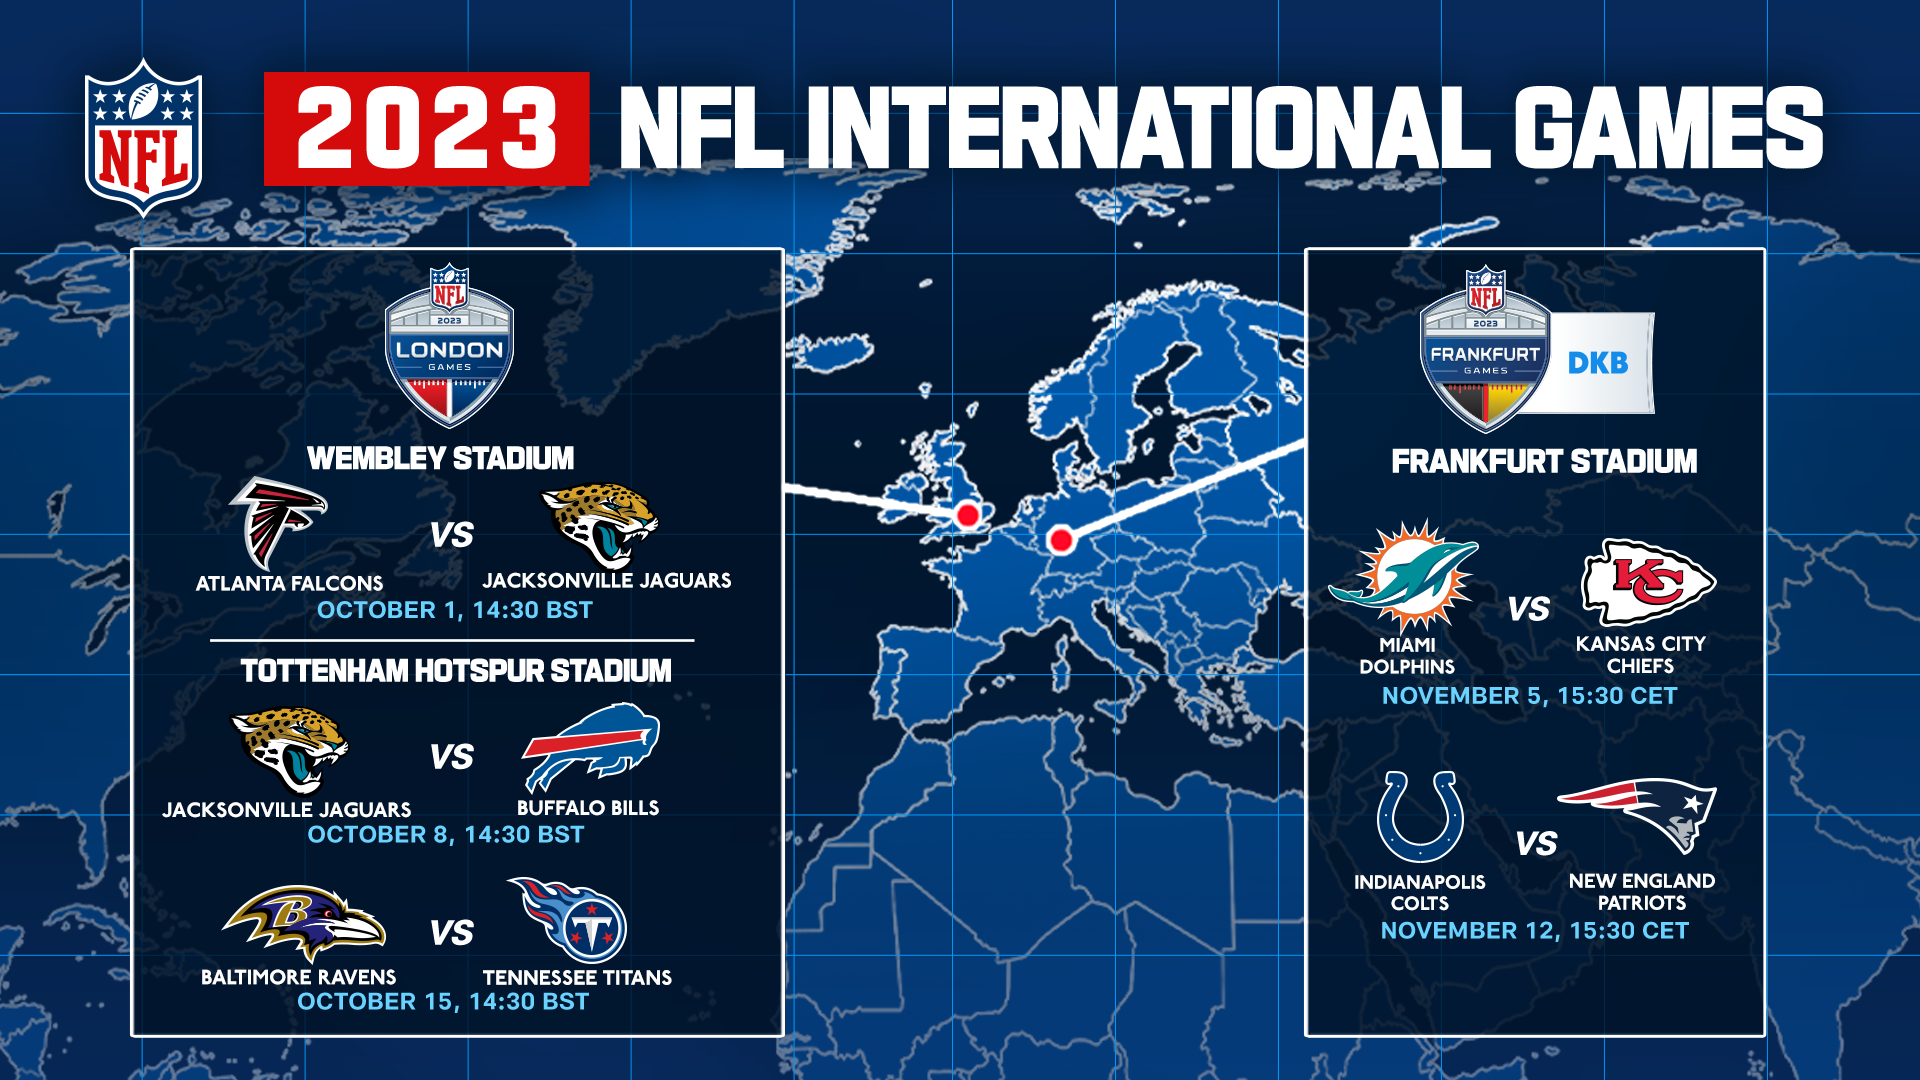 NFL
2023 NFL INTERNATIONAL GAMES
NFL
2023
LONDON
GAMES
WEMBLEY STADIUM
VS
ATLANTA FALCONS JACKSONVILLE JAGUARS
OCTOBER 1, 14:30 BST
TOTTENHAM HOTSPUR STADIUM
VS
JACKSONVILLE JAGUARS BUFFALO BILLS
OCTOBER 8, 14:30 BST
B
VS
T
BALTIMORE RAVENS TENNESSEE TITANS
OCTOBER 15, 14:30 BST
NFL
2023
FRANKFURT
GAMES
DKB
FRANKFURT STADIUM
VS
KC
MIAMI
DOLPHINS
KANSAS CITY
CHIEFS
NOVEMBER 5, 15:30 CET
VS
INDIANAPOLIS
COLTS
NEW ENGLAND
PATRIOTS
NOVEMBER 12, 15:30 CET